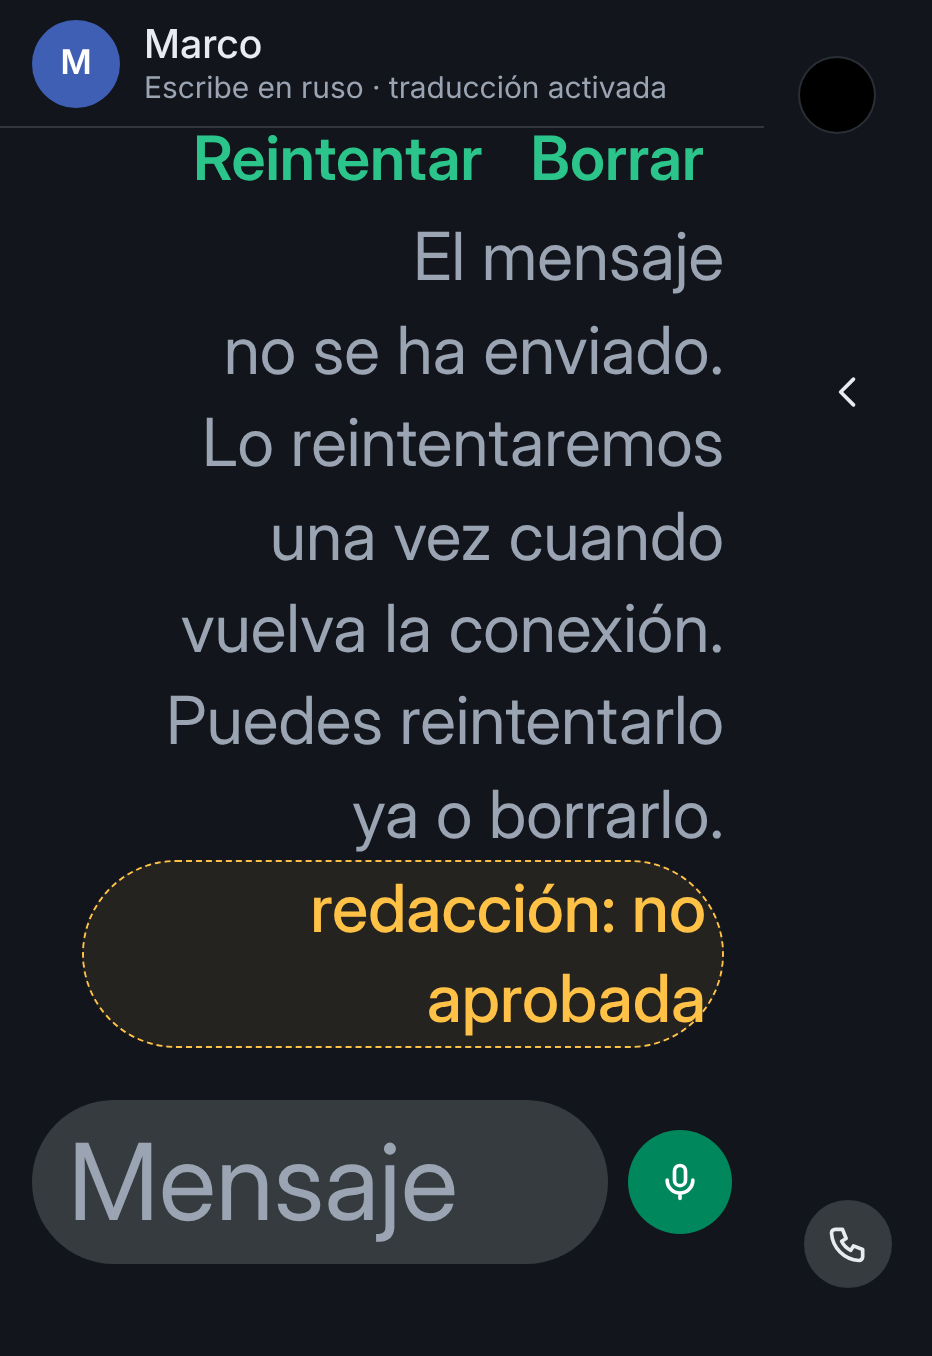 M
Marco
Escribe en ruso · traducción activada
Reintentar Borrar
El mensaje
no se ha enviado.
Lo reintentaremos
una vez cuando
vuelva la conexión.
Puedes reintentarlo
ya o borrarlo.
redacción: no
aprobada
Mensaje